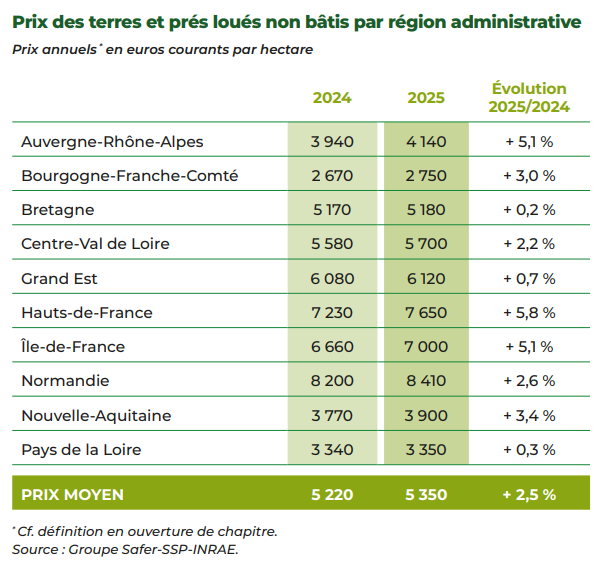 Prix des terres et prés loués non bâtis par région administrative
Prix annuels* en euros courants par hectare
2024 2025 Évolution
2025/2024
Auvergne-Rhône-Alpes 3 940 4 140 + 5,1 %
Bourgogne-Franche-Comté 2 670 2 750 + 3,0 %
Bretagne 5 170 5 180 + 0,2 %
Centre-Val de Loire 5 580 5 700 + 2,2 %
Grand Est 6 080 6 120 + 0,7 %
Hauts-de-France 7 230 7 650 + 5,8 %
Île-de-France 6 660 7 000 + 5,1 %
Normandie 8 200 8 410 + 2,6 %
Nouvelle-Aquitaine 3 770 3 900 + 3,4 %
Pays de la Loire 3 340 3 350 + 0,3 %
PRIX MOYEN 5 220 5 350 + 2,5 %
* Cf. définition en ouverture de chapitre.
Source : Groupe Safer-SSP-INRAE.